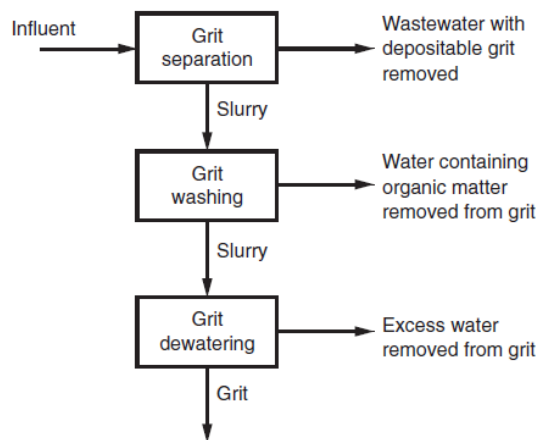 Influent
Grit
separation
Wastewater with
depositable grit
removed
Slurry
Grit
washing
Water containing
organic matter
removed from grit
Slurry
Grit
dewatering
Excess water
removed from grit
Grit